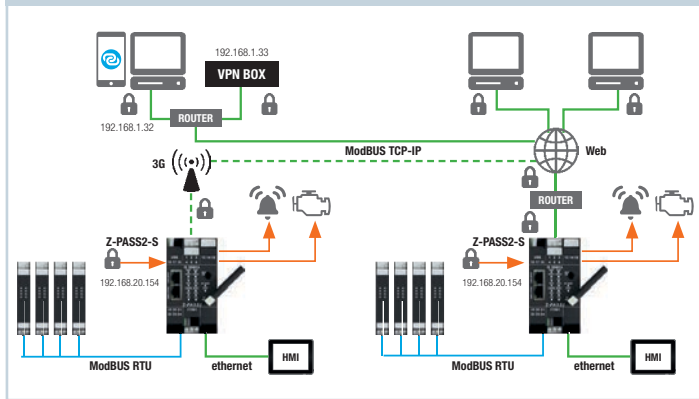 192.168.1.33
VPN BOX
192.168.1.32
ROUTER
ModBUS TCP-IP
Web
3G
ROUTER
Z-PASS2-S
192.168.20.154
Z-PASS2-S
192.168.20.154
ModBUS RTU
ethernet
HMI
ModBUS RTU
ethernet
HMI